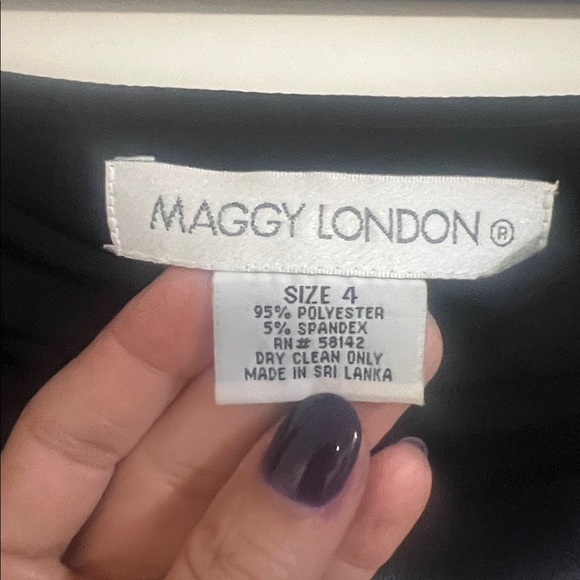 MAGGY LONDON ®
SIZE 4
95% POLYESTER
5% SPANDEX
RN# 58142
DRY CLEAN ONLY
MADE IN SRI LANKA